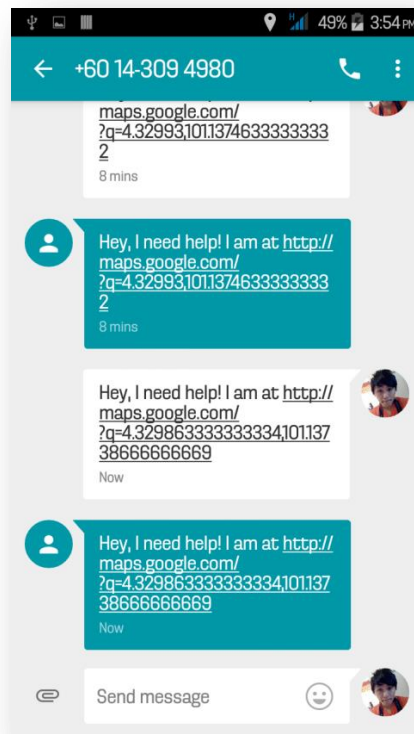 49% 3:54 PM
+60 14-309 4980
maps.google.com/
?q=4.32993,101.1374633333333
2
8 mins
Hey, I need help! I am at http://
maps.google.com/
?q=4.32993,101.1374633333333
2
8 mins
Hey, I need help! I am at http://
maps.google.com/
?q=4.329863333333334,101.137
38666666669
Now
Hey, I need help! I am at http://
maps.google.com/
?q=4.329863333333334,101.137
38666666669
Now
Send message